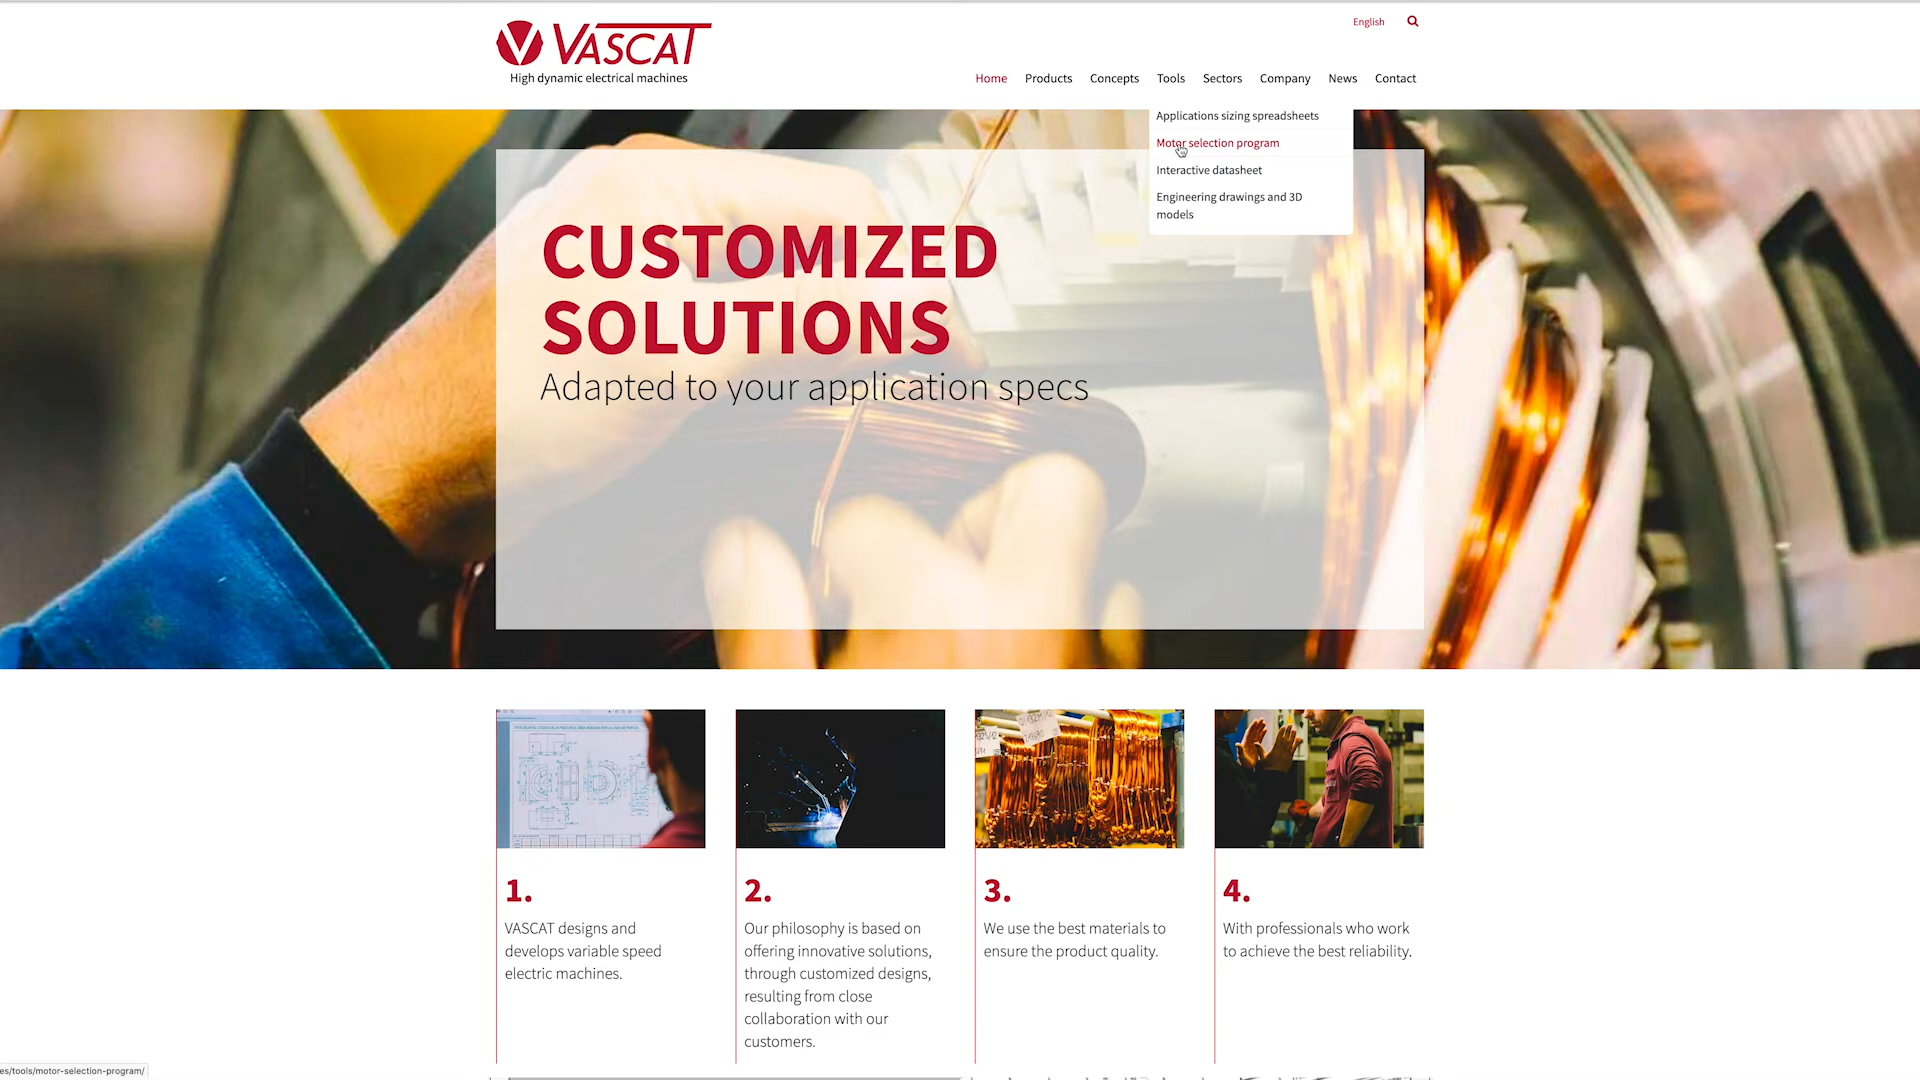 VASCAT
High dynamic electrical machines
English
Home Products Concepts Tools Sectors Company News Contact
Applications sizing spreadsheets
Motor selection program
Interactive datasheet
Engineering drawings and 3D
models
CUSTOMIZED
SOLUTIONS
Adapted to your application specs
1.
VASCAT designs and
develops variable speed
electric machines.
2.
Our philosophy is based on
offering innovative solutions,
through customized designs,
resulting from close
collaboration with our
customers.
3.
We use the best materials to
ensure the product quality.
4.
With professionals who work
to achieve the best reliability.
es/tools/motor-selection-program/